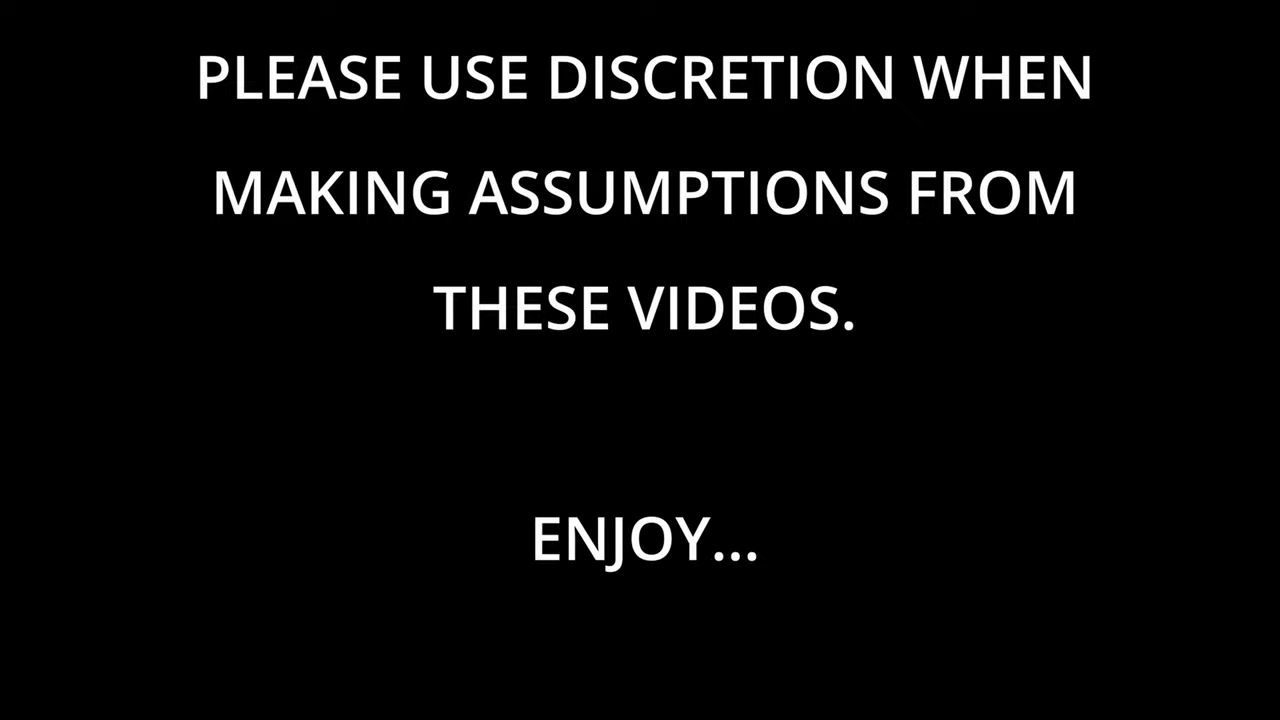 PLEASE USE DISCRETION WHEN
MAKING ASSUMPTIONS FROM
THESE VIDEOS.
ENJOY...